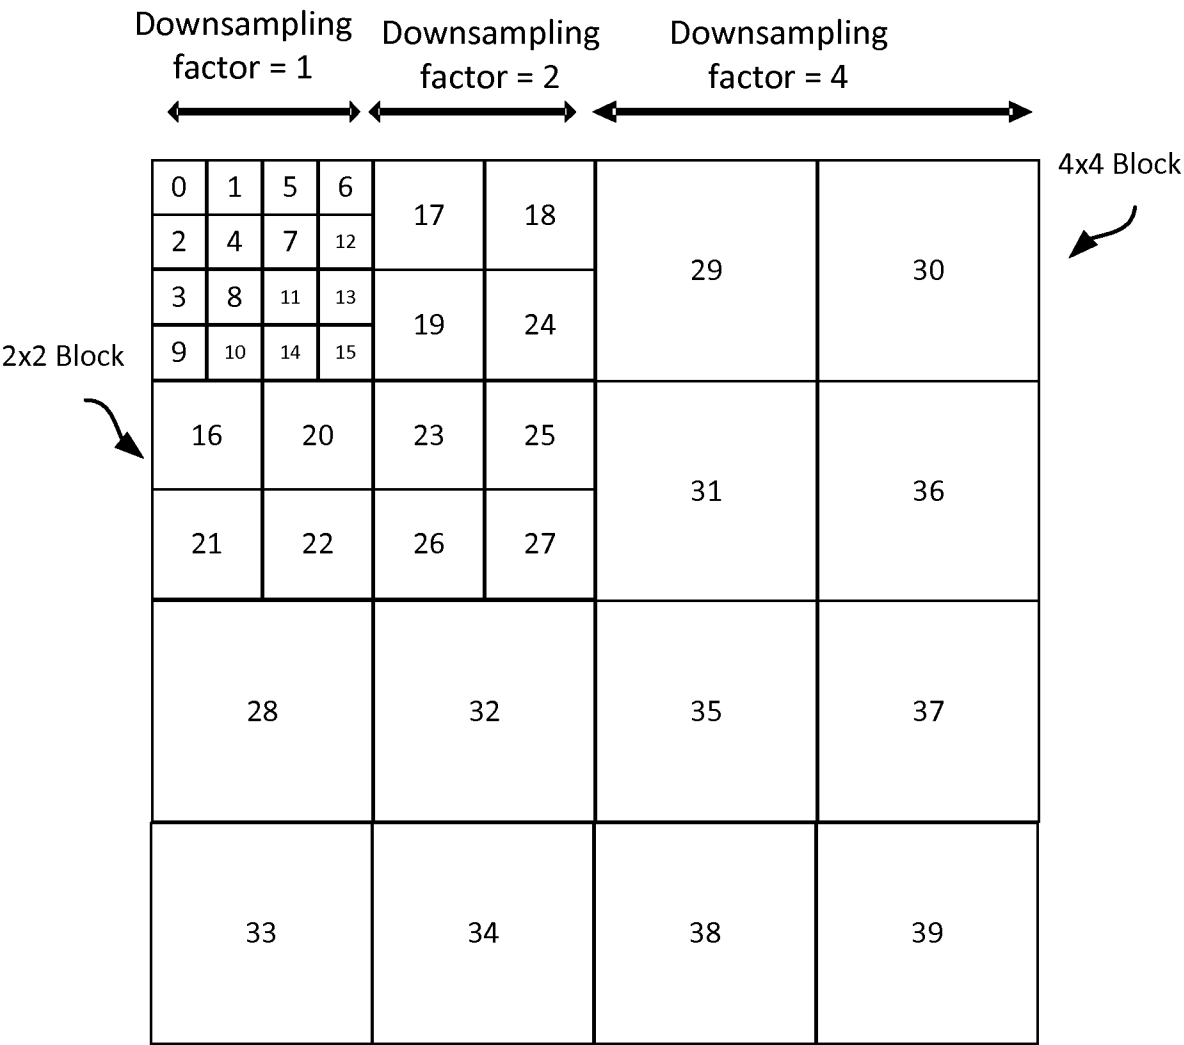 Downsampling
factor = 1
Downsampling
factor = 2
Downsampling
factor = 4
4x4 Block
0 1 5 6
17 18
2 4 7 12
29 30
3 8 11 13
19 24
9 10 14 15
2x2 Block
16 20 23 25
31 36
21 22 26 27
28 32 35 37
33 34 38 39